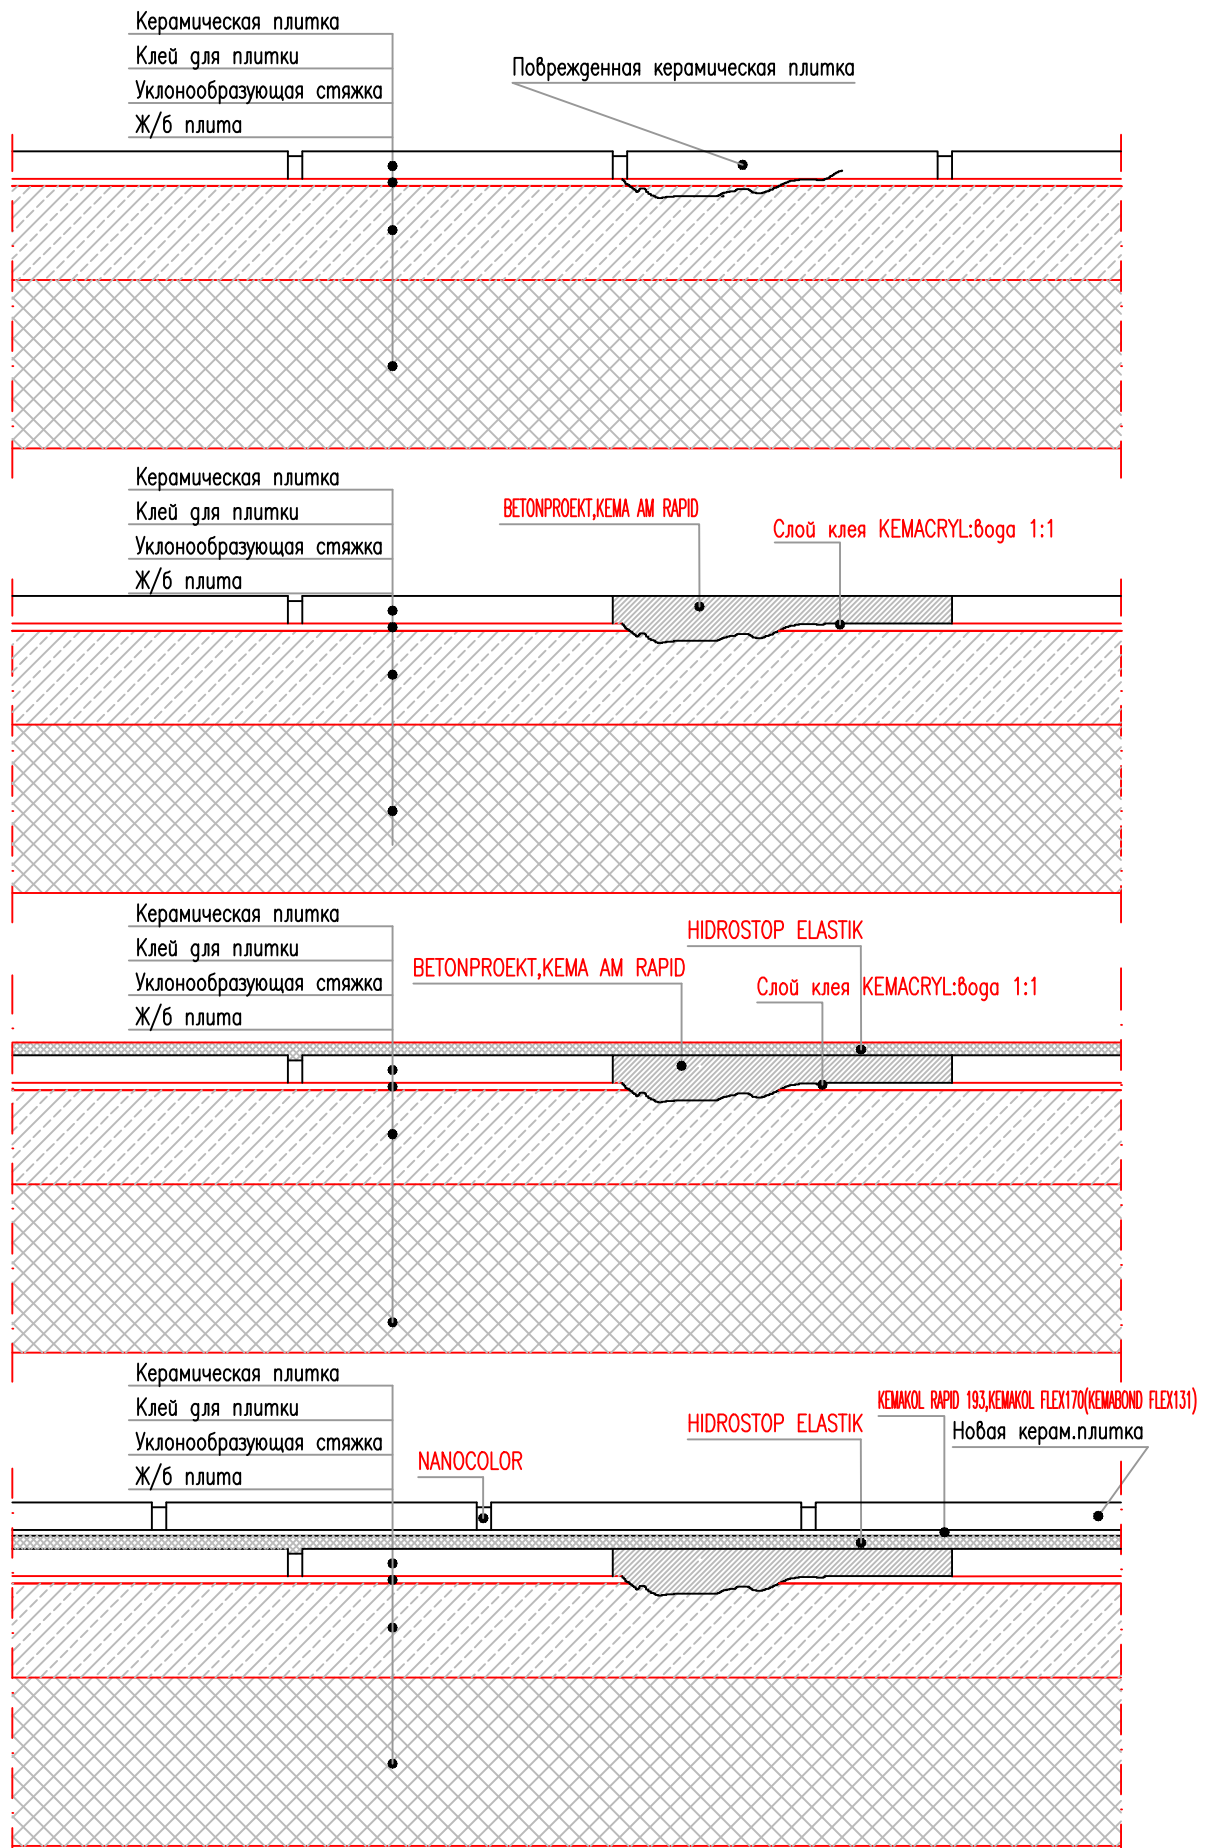 Керамическая плитка
Клей для плитки
Уклонообразующая стяжка
Ж/б плита
Поврежденная керамическая плитка
Керамическая плитка
Клей для плитки
Уклонообразующая стяжка
Ж/б плита
BETONPROEKT,KEMA AM RAPID
Слой клея KEMACRYL:вода 1:1
Керамическая плитка
Клей для плитки
Уклонообразующая стяжка
Ж/б плита
HIDROSTOP ELASTIK
BETONPROEKT,KEMA AM RAPID
Слой клея KEMACRYL:вода 1:1
Керамическая плитка
Клей для плитки
Уклонообразующая стяжка
Ж/б плита
NANOCOLOR
HIDROSTOP ELASTIK
KEMAKOL RAPID 193,KEMAKOL FLEX170(KEMABOND FLEX131)
Новая керам.плитка